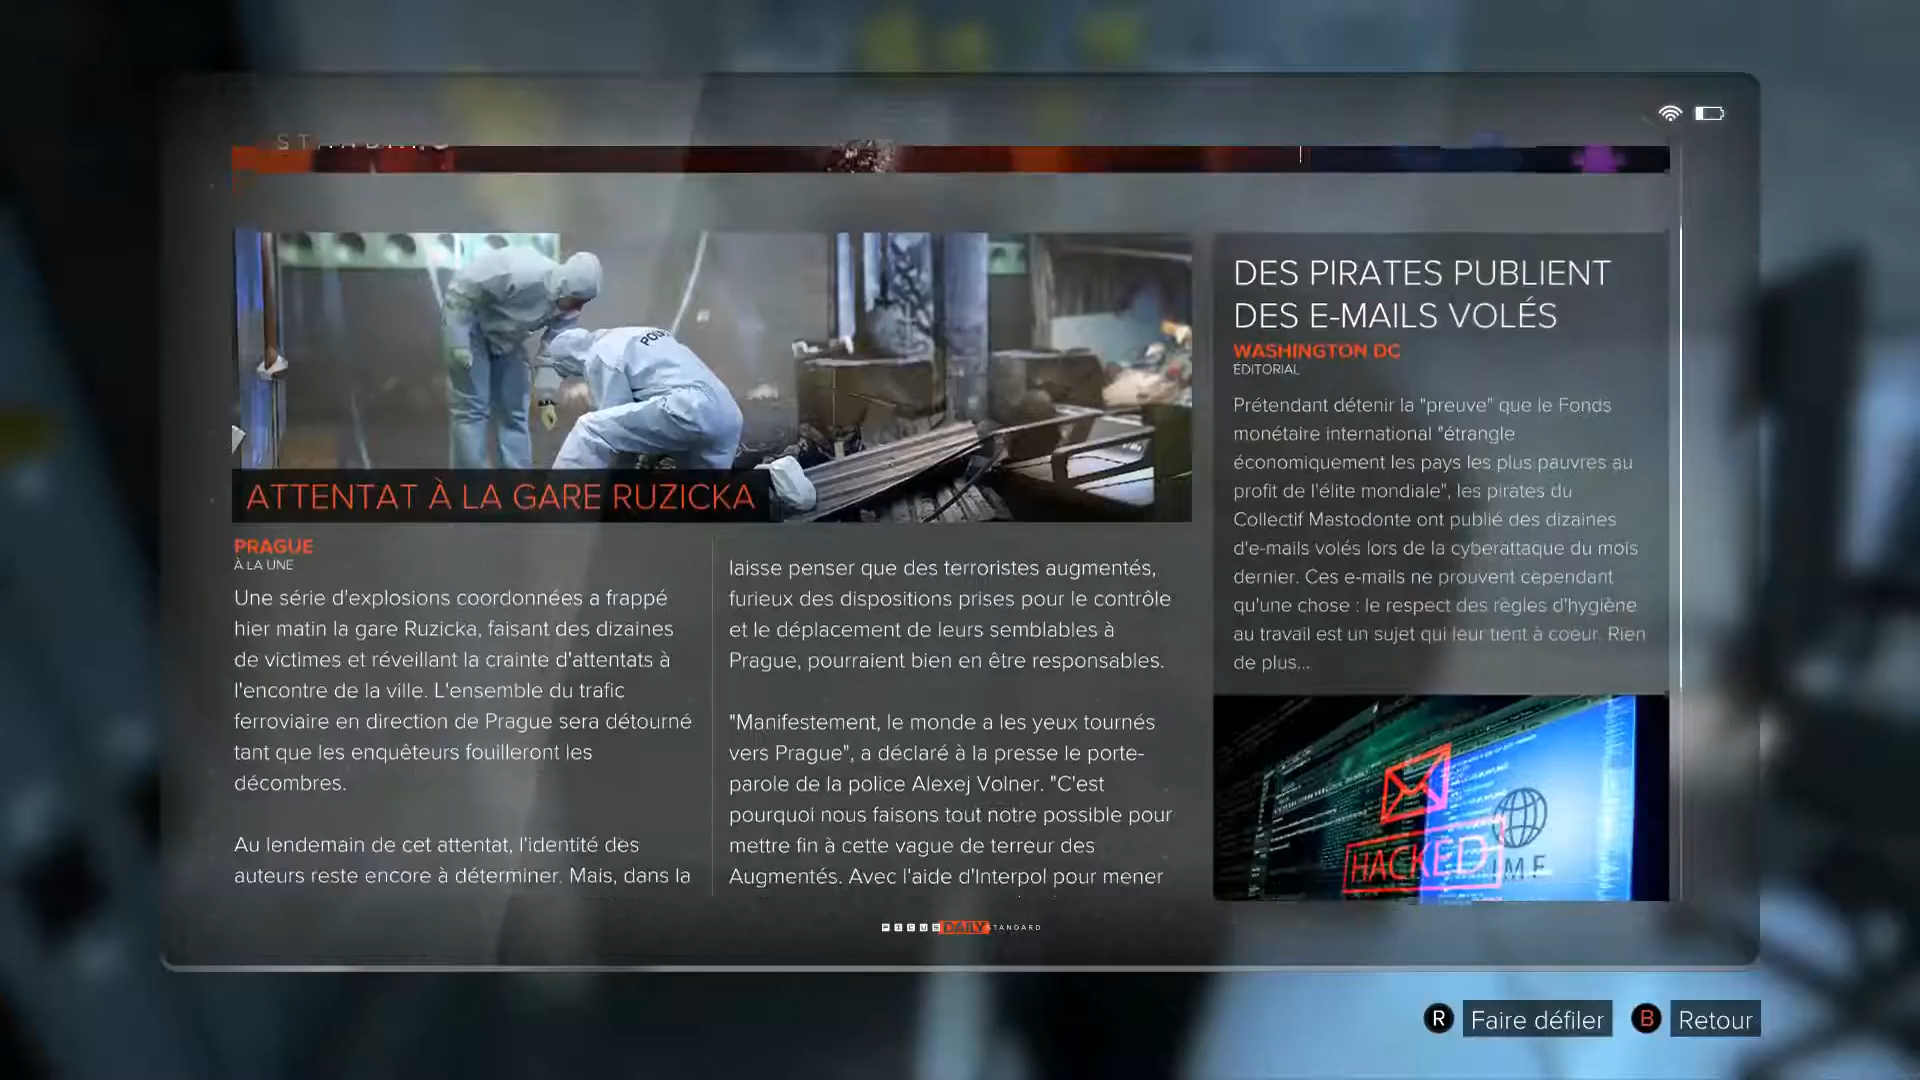 POLICE
ATTENTAT À LA GARE RUZICKA
PRAGUE
À LA UNE
Une série d'explosions coordonnées a frappé
hier matin la gare Ruzicka, faisant des dizaines
de victimes et réveillant la crainte d'attentats à
l'encontre de la ville. L'ensemble du trafic
ferroviaire en direction de Prague sera détourné
tant que les enquêteurs fouilleront les
décombres.
Au lendemain de cet attentat, l'identité des
auteurs reste encore à déterminer. Mais, dans la
laisse penser que des terroristes augmentés,
furieux des dispositions prises pour le contrôle
et le déplacement de leurs semblables à
Prague, pourraient bien en être responsables.
"Manifestement, le monde a les yeux tournés
vers Prague", a déclaré à la presse le porte-
parole de la police Alexej Volner. "C'est
pourquoi nous faisons tout notre possible pour
mettre fin à cette vague de terreur des
Augmentés. Avec l'aide d'Interpol pour mener
DES PIRATES PUBLIENT
DES E-MAILS VOLÉS
WASHINGTON DC
ÉDITORIAL
Prétendant détenir la "preuve" que le Fonds
monétaire international "étrangle
économiquement les pays les plus pauvres au
profit de l'élite mondiale", les pirates du
Collectif Mastodonte ont publié des dizaines
d'e-mails volés lors de la cyberattaque du mois
dernier. Ces e-mails ne prouvent cependant
qu'une chose : le respect des règles d'hygiène
au travail est un sujet qui leur tient à coeur. Rien
de plus...
HACKED
I.M.F.
PICUS DAILY STANDARD
R Faire défiler B Retour